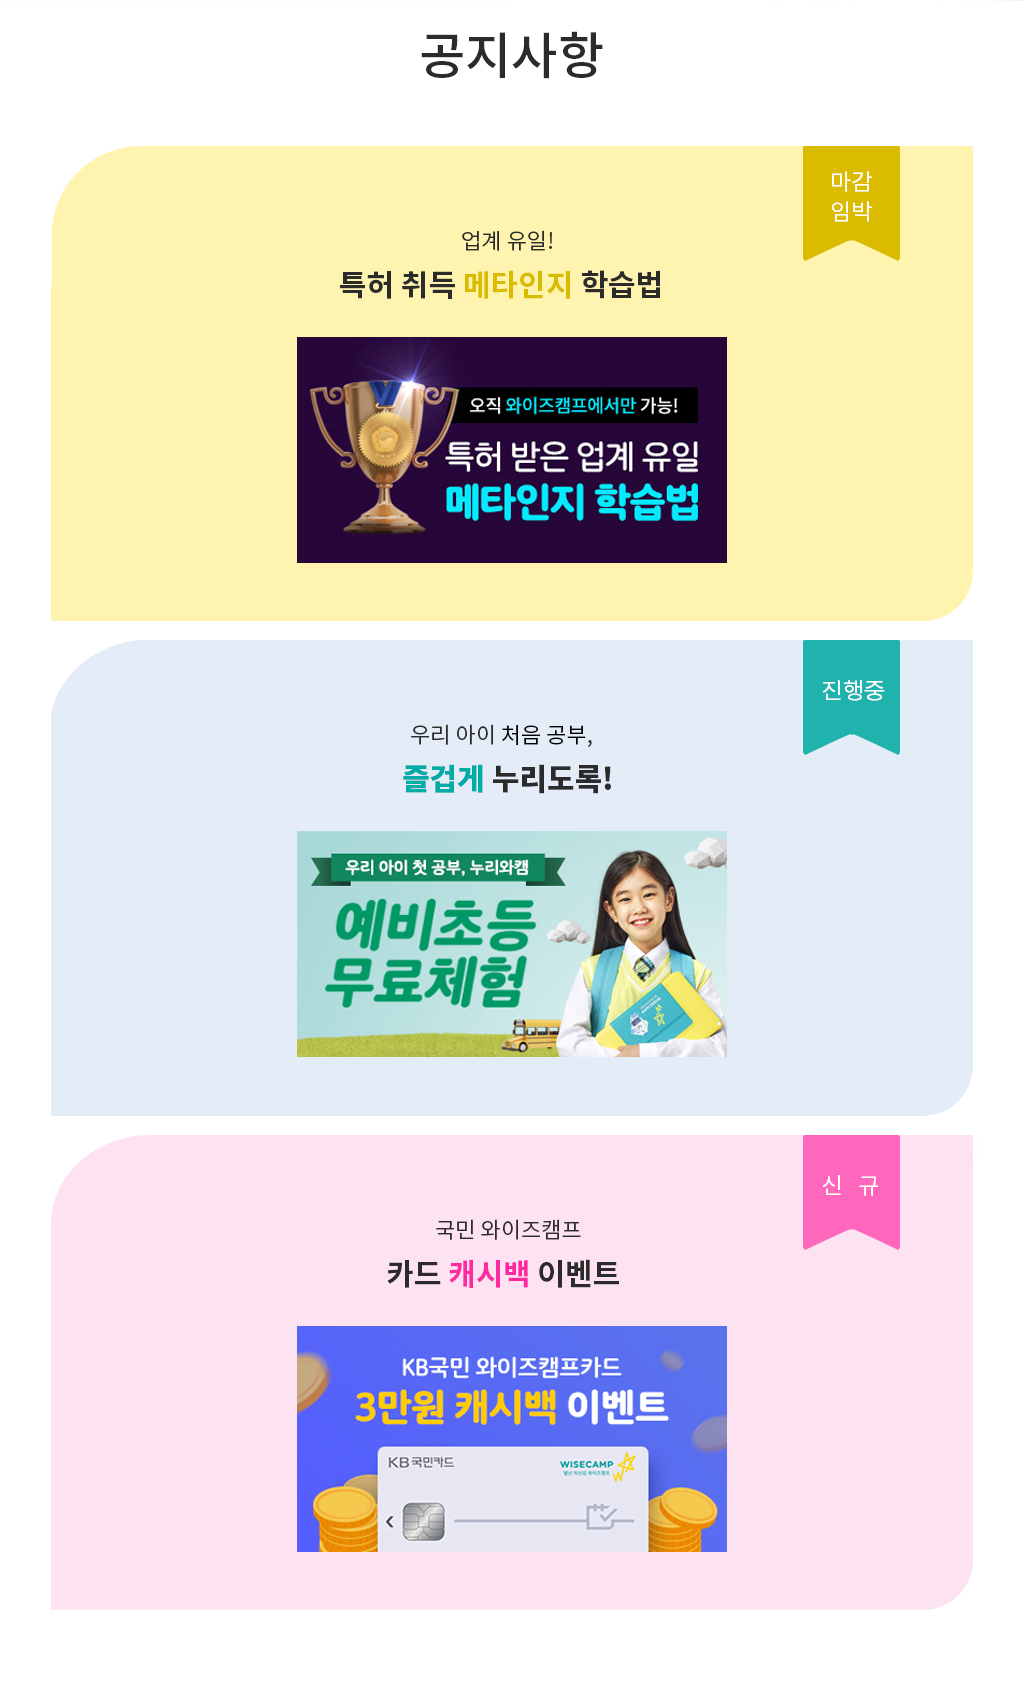 공지사항
마감
임박
업계 유일!
특허 취득 메타인지 학습법
오직 와이즈캠프에서만 가능!
특허 받은 업계 유일
메타인지 학습법
진행중
우리 아이 처음 공부,
즐겁게 누리도록!
우리 아이 첫 공부, 누리와캠
예비초등
무료체험
신 규
국민 와이즈캠프
카드 캐시백 이벤트
KB국민 와이즈캠프카드
3만원 캐시백 이벤트
KB국민카드
WISECAMP